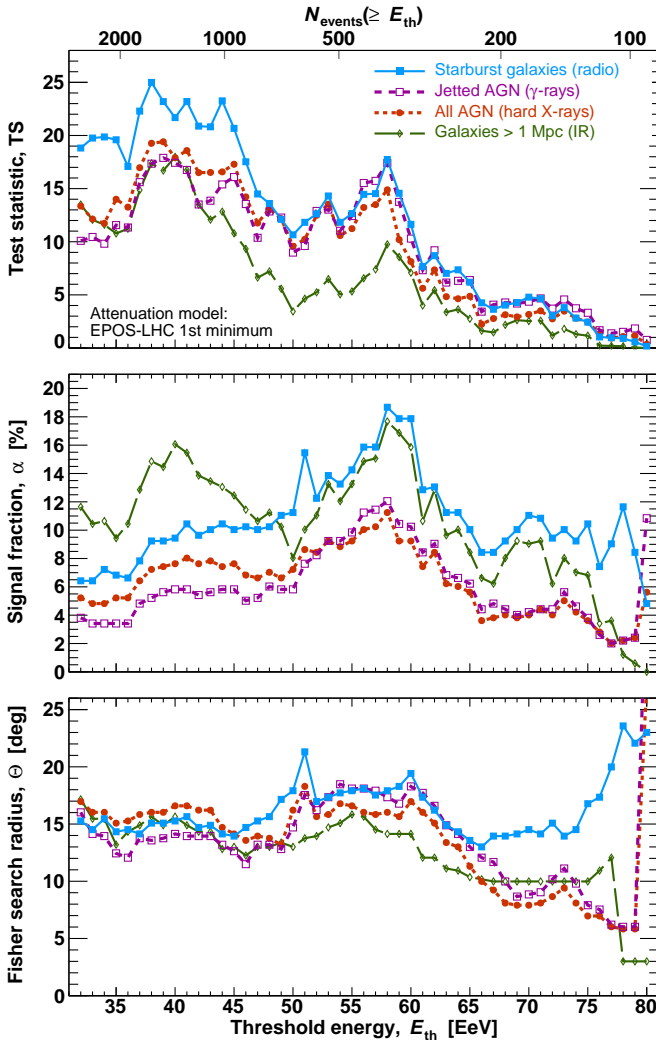 N_events(≥ E_th)
2000 1000 500 200 100
Starburst galaxies (radio)
Jetted AGN (γ-rays)
All AGN (hard X-rays)
Galaxies > 1 Mpc (IR)
Test statistic, TS
25
20
15
10
5
0
Attenuation model:
EPOS-LHC 1st minimum
Signal fraction, α [%]
20
18
16
14
12
10
8
6
4
2
0
Fisher search radius, Θ [deg]
25
20
15
10
5
0
35 40 45 50 55 60 65 70 75 80
Threshold energy, E_th [EeV]